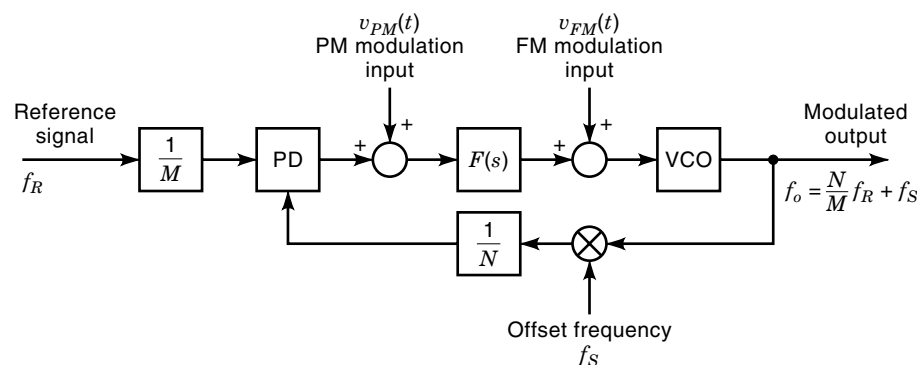 v_PM(t)
PM modulation
input
v_FM(t)
FM modulation
input
Reference
signal
f_R
1/M
PD
+
+
F(s)
+
+
VCO
Modulated
output
f_o = N/M f_R + f_S
1/N
Offset frequency
f_S